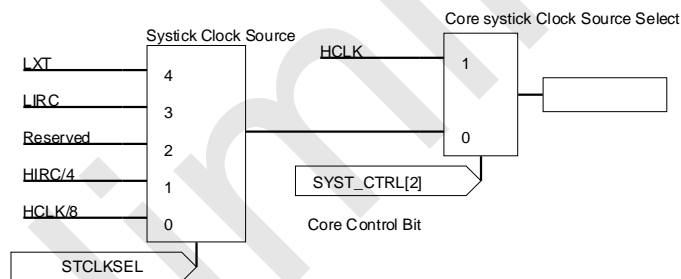 Core systick Clock Source Select
Systick Clock Source
HCLK
1
LXT
4
LIRC
3
Reserved
2
0
HIRC/4
1
SYST_CTRL[2]
HCLK/8
0
Core Control Bit
STCLKSEL